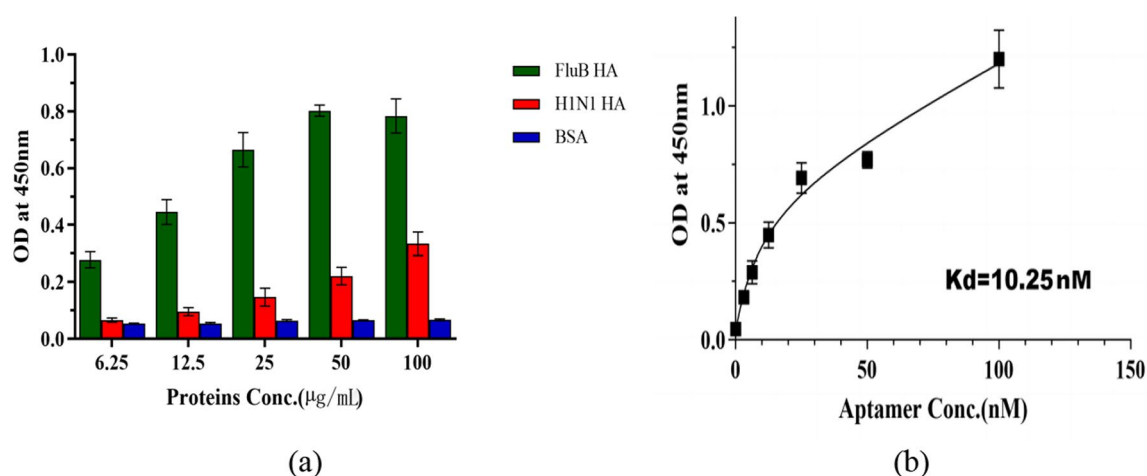 1.0
0.8
0.6
0.4
0.2
0.0
OD at 450nm
6.25 12.5 25 50 100
Proteins Conc.(μg/mL)
FluB HA
H1N1 HA
BSA
(a)
1.0
0.5
0.0
OD at 450nm
Kd=10.25nM
0 50 100 150
Aptamer Conc.(nM)
(b)